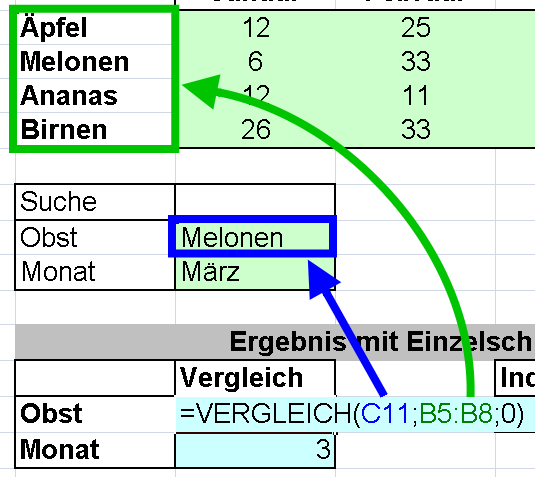 Äpfel 12 25
Melonen 6 33
Ananas 12 11
Birnen 26 33
Suche
Obst Melonen
Monat März
Ergebnis mit Einzelsch
Vergleich Ind
Obst =VERGLEICH(C11;B5:B8;0)
Monat 3